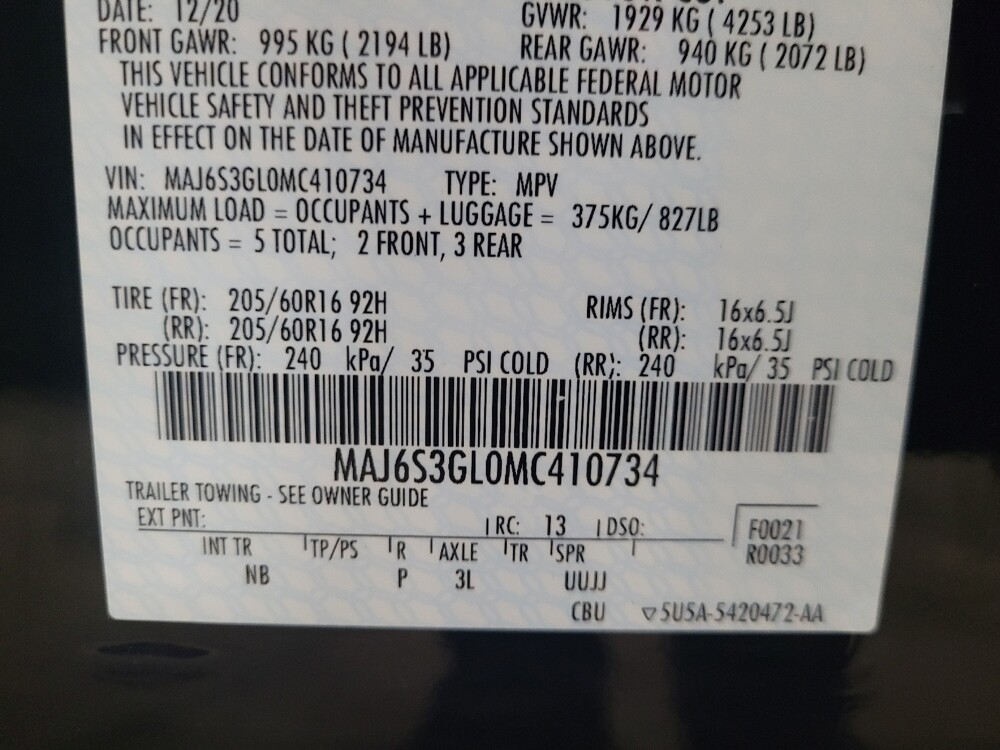 DATE: 12/20
GVWR: 1929 KG ( 4253 LB)
FRONT GAWR: 995 KG ( 2194 LB) REAR GAWR: 940 KG ( 2072 LB)
THIS VEHICLE CONFORMS TO ALL APPLICABLE FEDERAL MOTOR
VEHICLE SAFETY AND THEFT PREVENTION STANDARDS
IN EFFECT ON THE DATE OF MANUFACTURE SHOWN ABOVE.
VIN: MAJ6S3GL0MC410734 TYPE: MPV
MAXIMUM LOAD = OCCUPANTS + LUGGAGE = 375KG/ 827LB
OCCUPANTS = 5 TOTAL; 2 FRONT, 3 REAR
TIRE (FR): 205/60R16 92H RIMS (FR): 16x6.5J
(RR): 205/60R16 92H (RR): 16x6.5J
PRESSURE (FR): 240 kPa/ 35 PSI COLD (RR): 240 kPa/ 35 PSI COLD
MAJ6S3GL0MC410734
TRAILER TOWING - SEE OWNER GUIDE
EXT PNT: RC: 13 DSO: F0021
INT TR TP/PS R AXLE TR SPR R0033
NB P 3L UUJJ
CBU ▽5U5A-5420472-AA